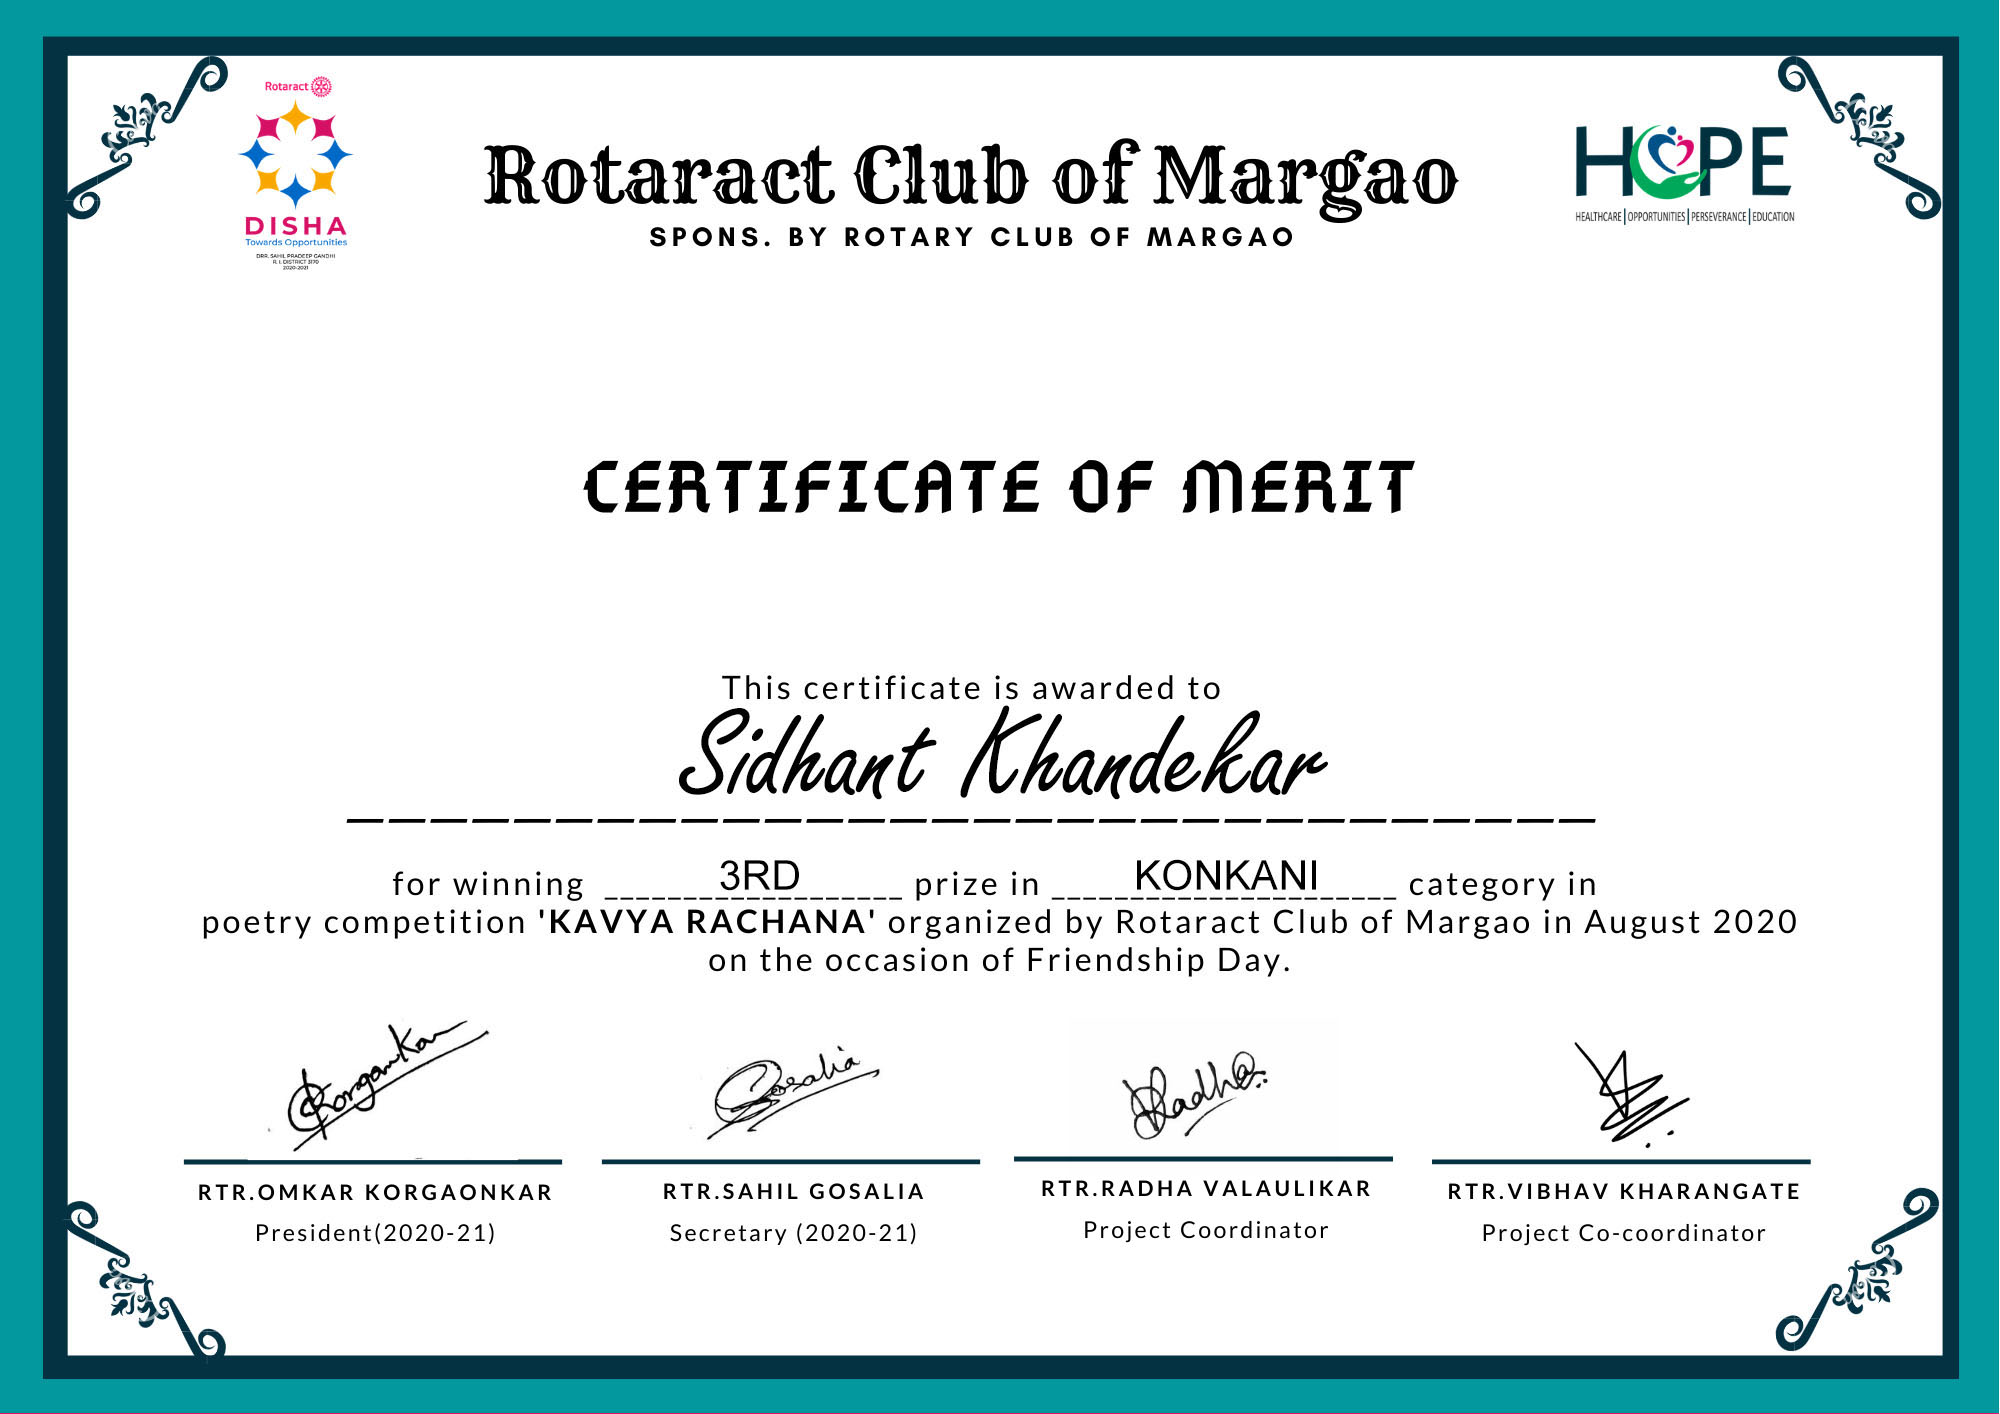 Rotaract
DISHA
Towards Opportunities
DRR. SAHIL PRADEEP GANDHI
R. I. DISTRICT 3170
2020-2021
Rotaract Club of Margao
SPONS. BY ROTARY CLUB OF MARGAO
HOPE
HEALTHCARE|OPPORTUNITIES|PERSEVERANCE|EDUCATION
CERTIFICATE OF MERIT
This certificate is awarded to
Sidhant Khandekar
for winning 3RD prize in KONKANI category in
poetry competition 'KAVYA RACHANA' organized by Rotaract Club of Margao in August 2020
on the occasion of Friendship Day.
Korgankar
Gosalia
Radha
RTR.OMKAR KORGAONKAR
President(2020-21)
RTR.SAHIL GOSALIA
Secretary (2020-21)
RTR.RADHA VALAULIKAR
Project Coordinator
RTR.VIBHAV KHARANGATE
Project Co-coordinator